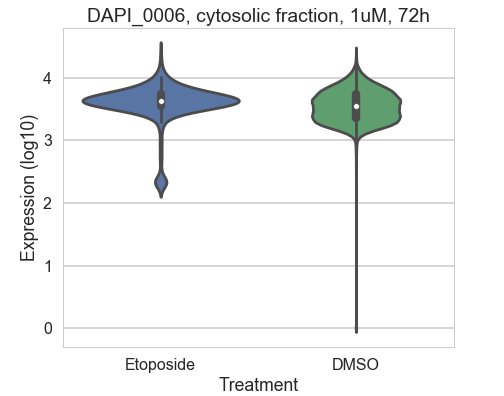 DAPI_0006, cytosolic fraction, 1uM, 72h
4
3
2
1
0
Expression (log10)
Etoposide
DMSO
Treatment